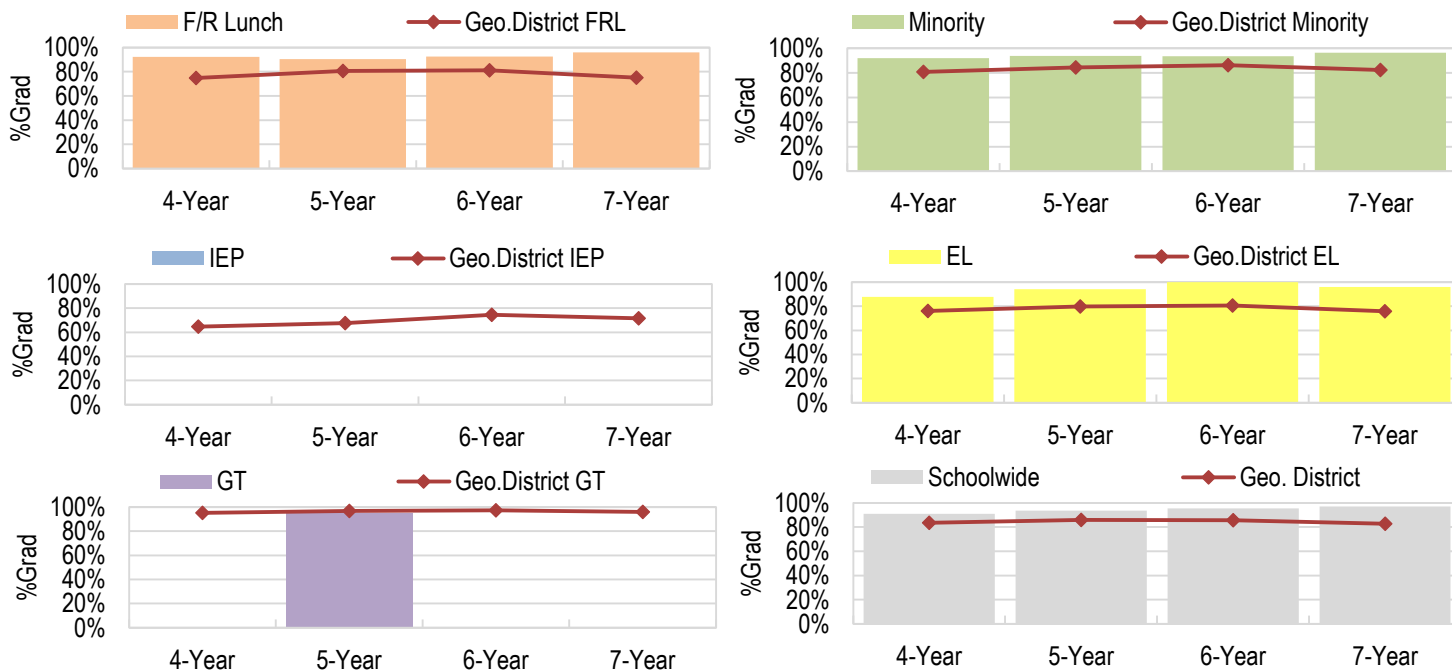 F/R Lunch Geo.District FRL
100%
80%
60%
40%
20%
0%
%Grad
4-Year 5-Year 6-Year 7-Year
Minority Geo.District Minority
100%
80%
60%
40%
20%
0%
%Grad
4-Year 5-Year 6-Year 7-Year
IEP Geo.District IEP
100%
80%
60%
40%
20%
0%
%Grad
4-Year 5-Year 6-Year 7-Year
EL Geo.District EL
100%
80%
60%
40%
20%
0%
%Grad
4-Year 5-Year 6-Year 7-Year
GT Geo.District GT
100%
80%
60%
40%
20%
0%
%Grad
4-Year 5-Year 6-Year 7-Year
Schoolwide Geo. District
100%
80%
60%
40%
20%
0%
%Grad
4-Year 5-Year 6-Year 7-Year